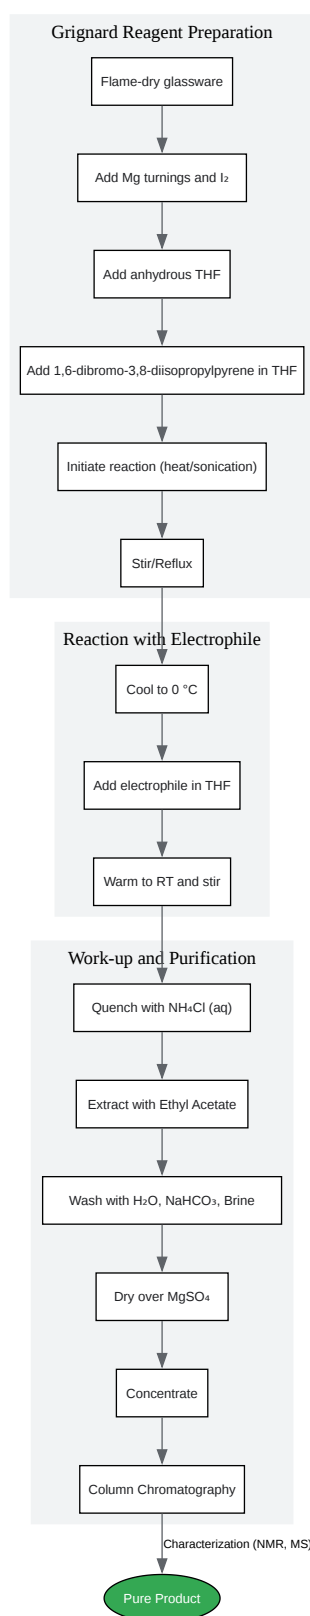 Grignard Reagent Preparation
Flame-dry glassware
Add Mg turnings and I₂
Add anhydrous THF
Add 1,6-dibromo-3,8-diisopropylpyrene in THF
Initiate reaction (heat/sonication)
Stir/Reflux
Reaction with Electrophile
Cool to 0 °C
Add electrophile in THF
Warm to RT and stir
Work-up and Purification
Quench with NH₄Cl (aq)
Extract with Ethyl Acetate
Wash with H₂O, NaHCO₃, Brine
Dry over MgSO₄
Concentrate
Column Chromatography
Characterization (NMR, MS)
Pure Product